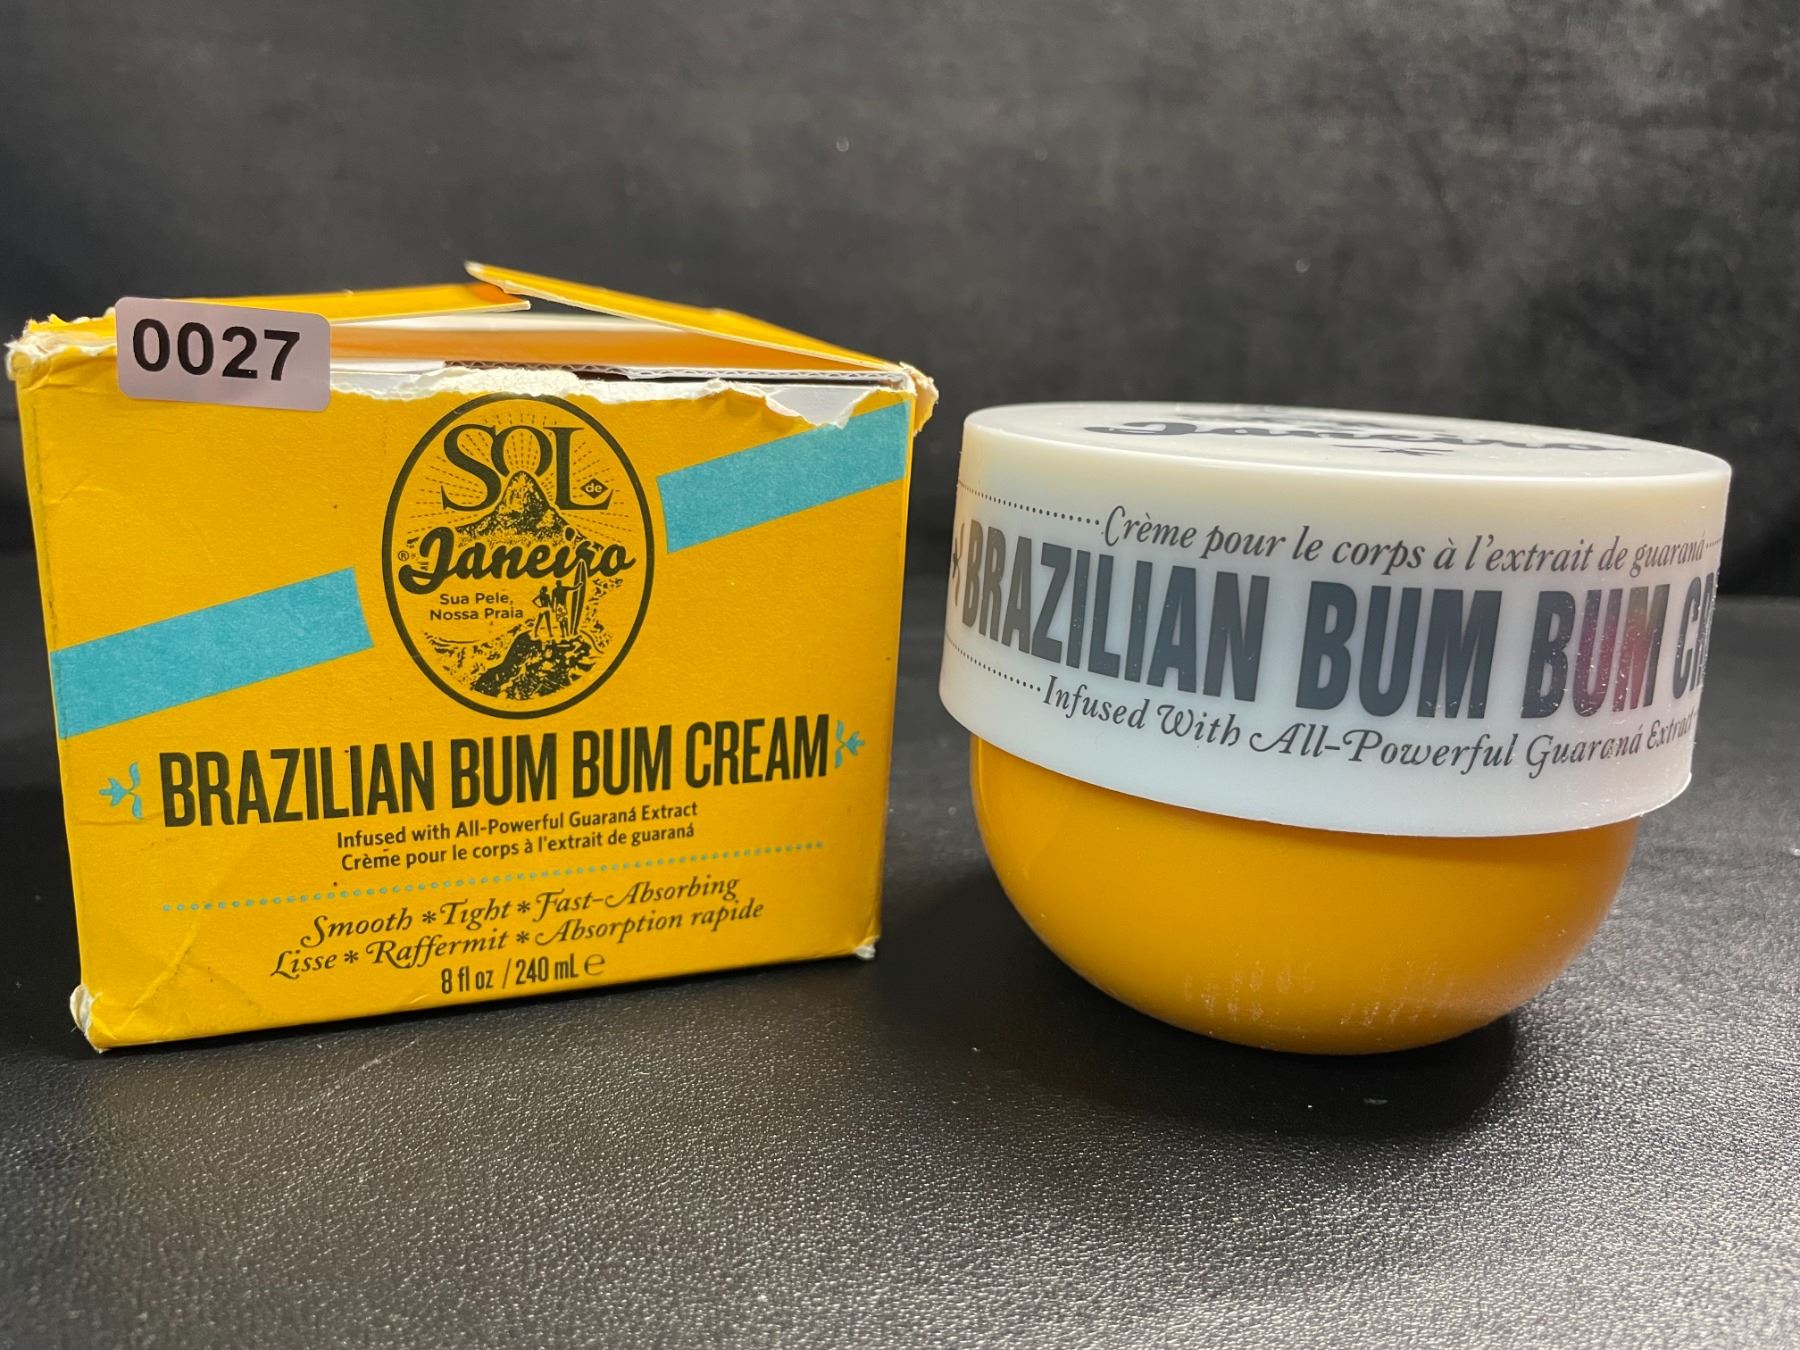 0027
SOL
de
Janeiro
®
Sua Pele,
Nossa Praia
BRAZILIAN BUM BUM CREAM
Infused with All-Powerful Guaraná Extract
Crème pour le corps à l'extrait de guaraná
Smooth * Tight * Fast-Absorbing
Lisse * Raffermit * Absorption rapide
8 fl oz / 240 mL ℮
Janeiro
Crème pour le corps à l'extrait de guaraná
BRAZILIAN BUM BUM
Infused With All-Powerful Guaraná Extract